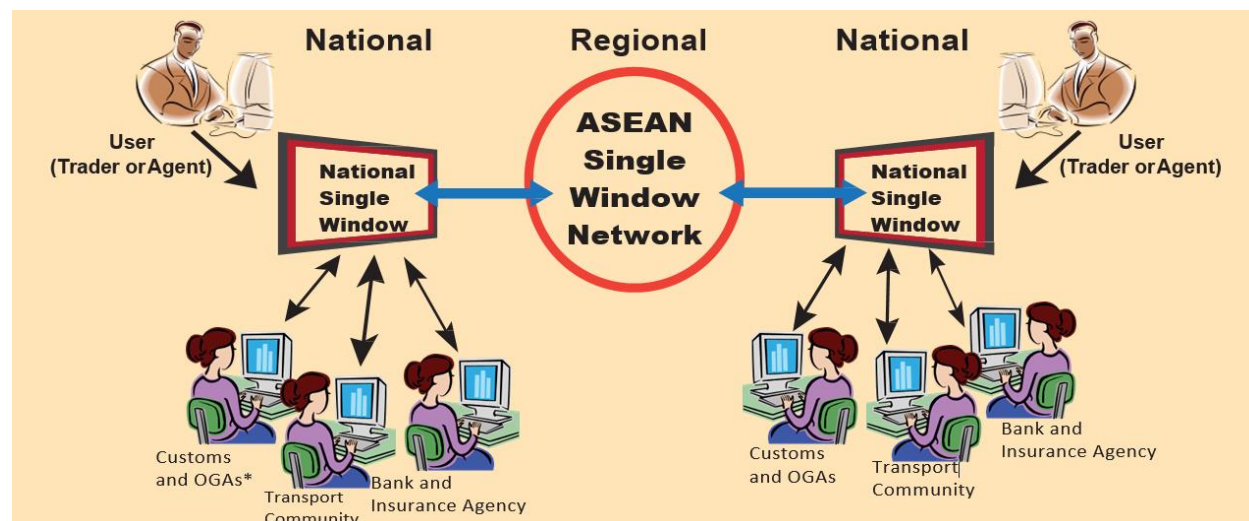 National
Regional
National
User
(Trader or Agent)
National
Single
Window
ASEAN
Single
Window
Network
National
Single
Window
User
(Trader or Agent)
Customs
and OGAs*
Transport
Community
Bank and
Insurance Agency
Customs
and OGAs
Transport
Community
Bank and
Insurance Agency